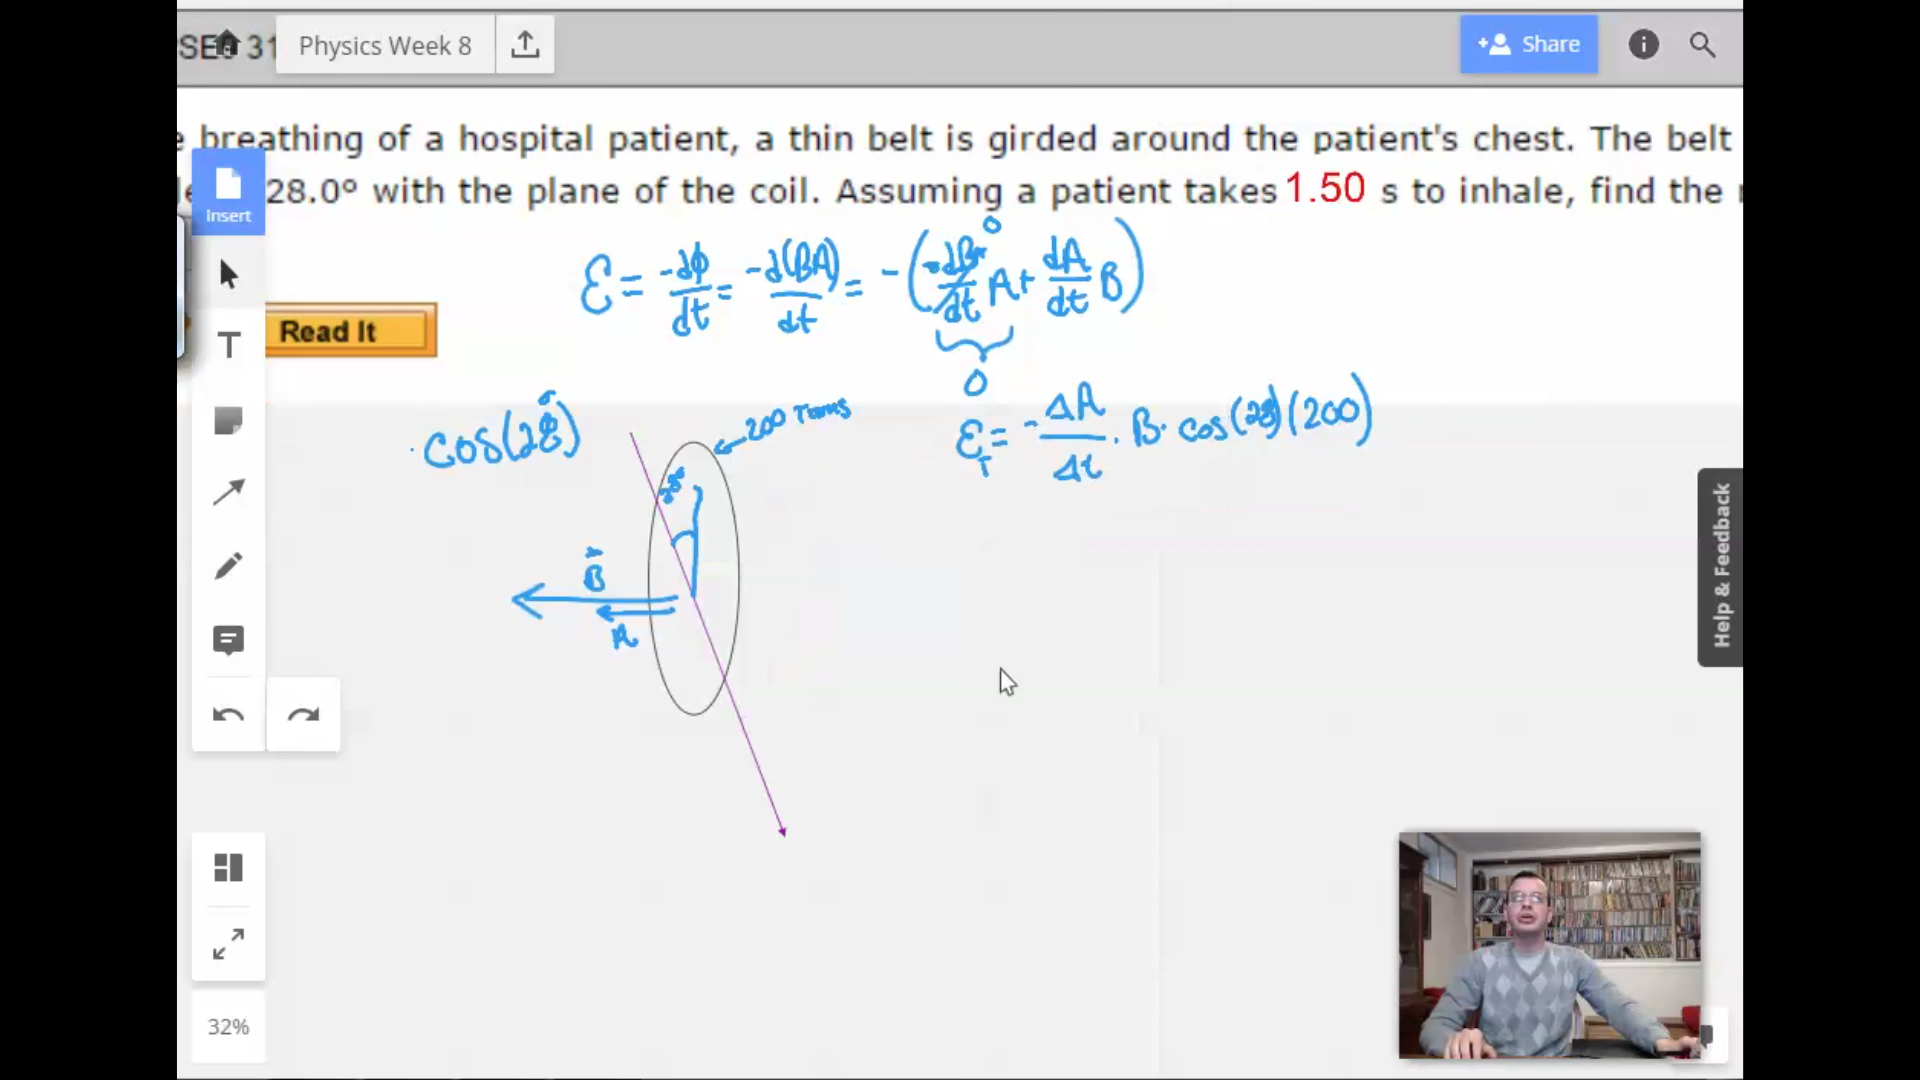 Physics Week 8
Share
breathing of a hospital patient, a thin belt is girded around the patient's chest. The belt
28.0° with the plane of the coil. Assuming a patient takes 1.50 s to inhale, find the
Insert
Read It
ℰ = -dϕ/dt = -d(BA)/dt = -(-dB/dt A + dA/dt B)
0
0
cos(28°)
200 Turns
ℰT = -ΔA/Δt · B · cos(28)(200)
28°
B
A
T
Help & Feedback
32%